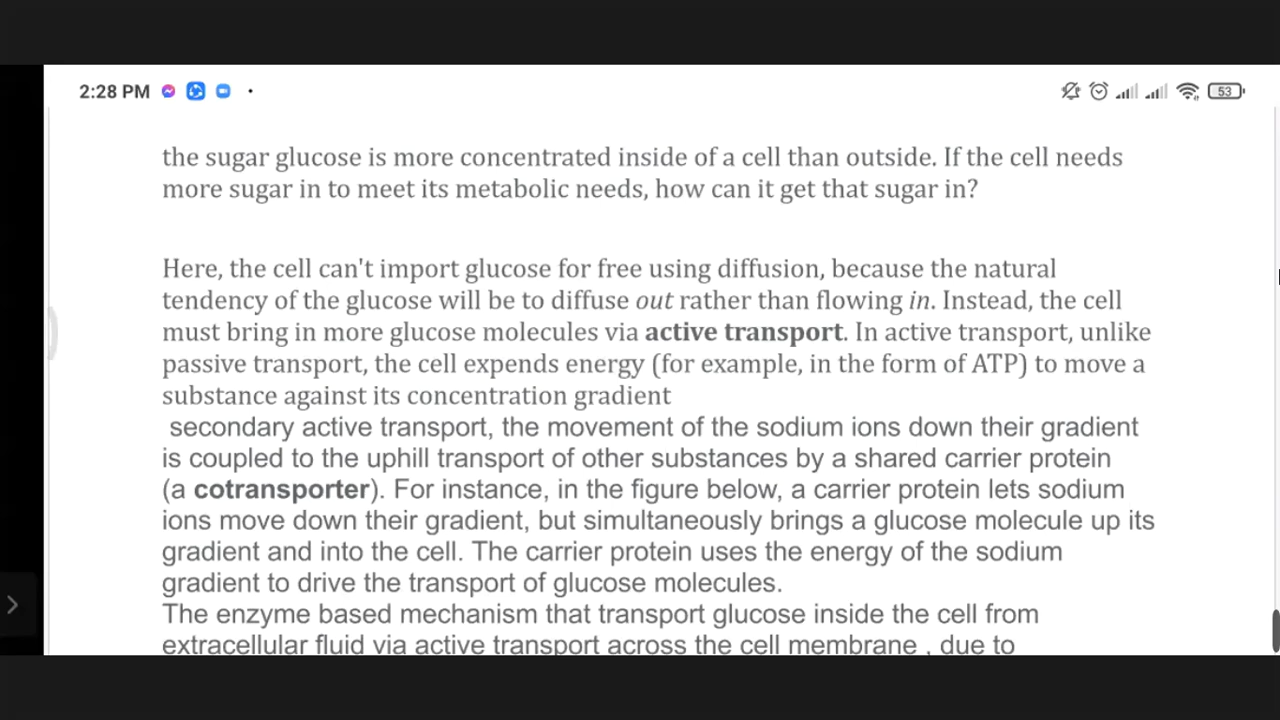 2:28 PM
53
the sugar glucose is more concentrated inside of a cell than outside. If the cell needs
more sugar in to meet its metabolic needs, how can it get that sugar in?
Here, the cell can't import glucose for free using diffusion, because the natural
tendency of the glucose will be to diffuse out rather than flowing in. Instead, the cell
must bring in more glucose molecules via active transport. In active transport, unlike
passive transport, the cell expends energy (for example, in the form of ATP) to move a
substance against its concentration gradient
secondary active transport, the movement of the sodium ions down their gradient
is coupled to the uphill transport of other substances by a shared carrier protein
(a cotransporter). For instance, in the figure below, a carrier protein lets sodium
ions move down their gradient, but simultaneously brings a glucose molecule up its
gradient and into the cell. The carrier protein uses the energy of the sodium
gradient to drive the transport of glucose molecules.
The enzyme based mechanism that transport glucose inside the cell from
extracellular fluid via active transport across the cell membrane , due to